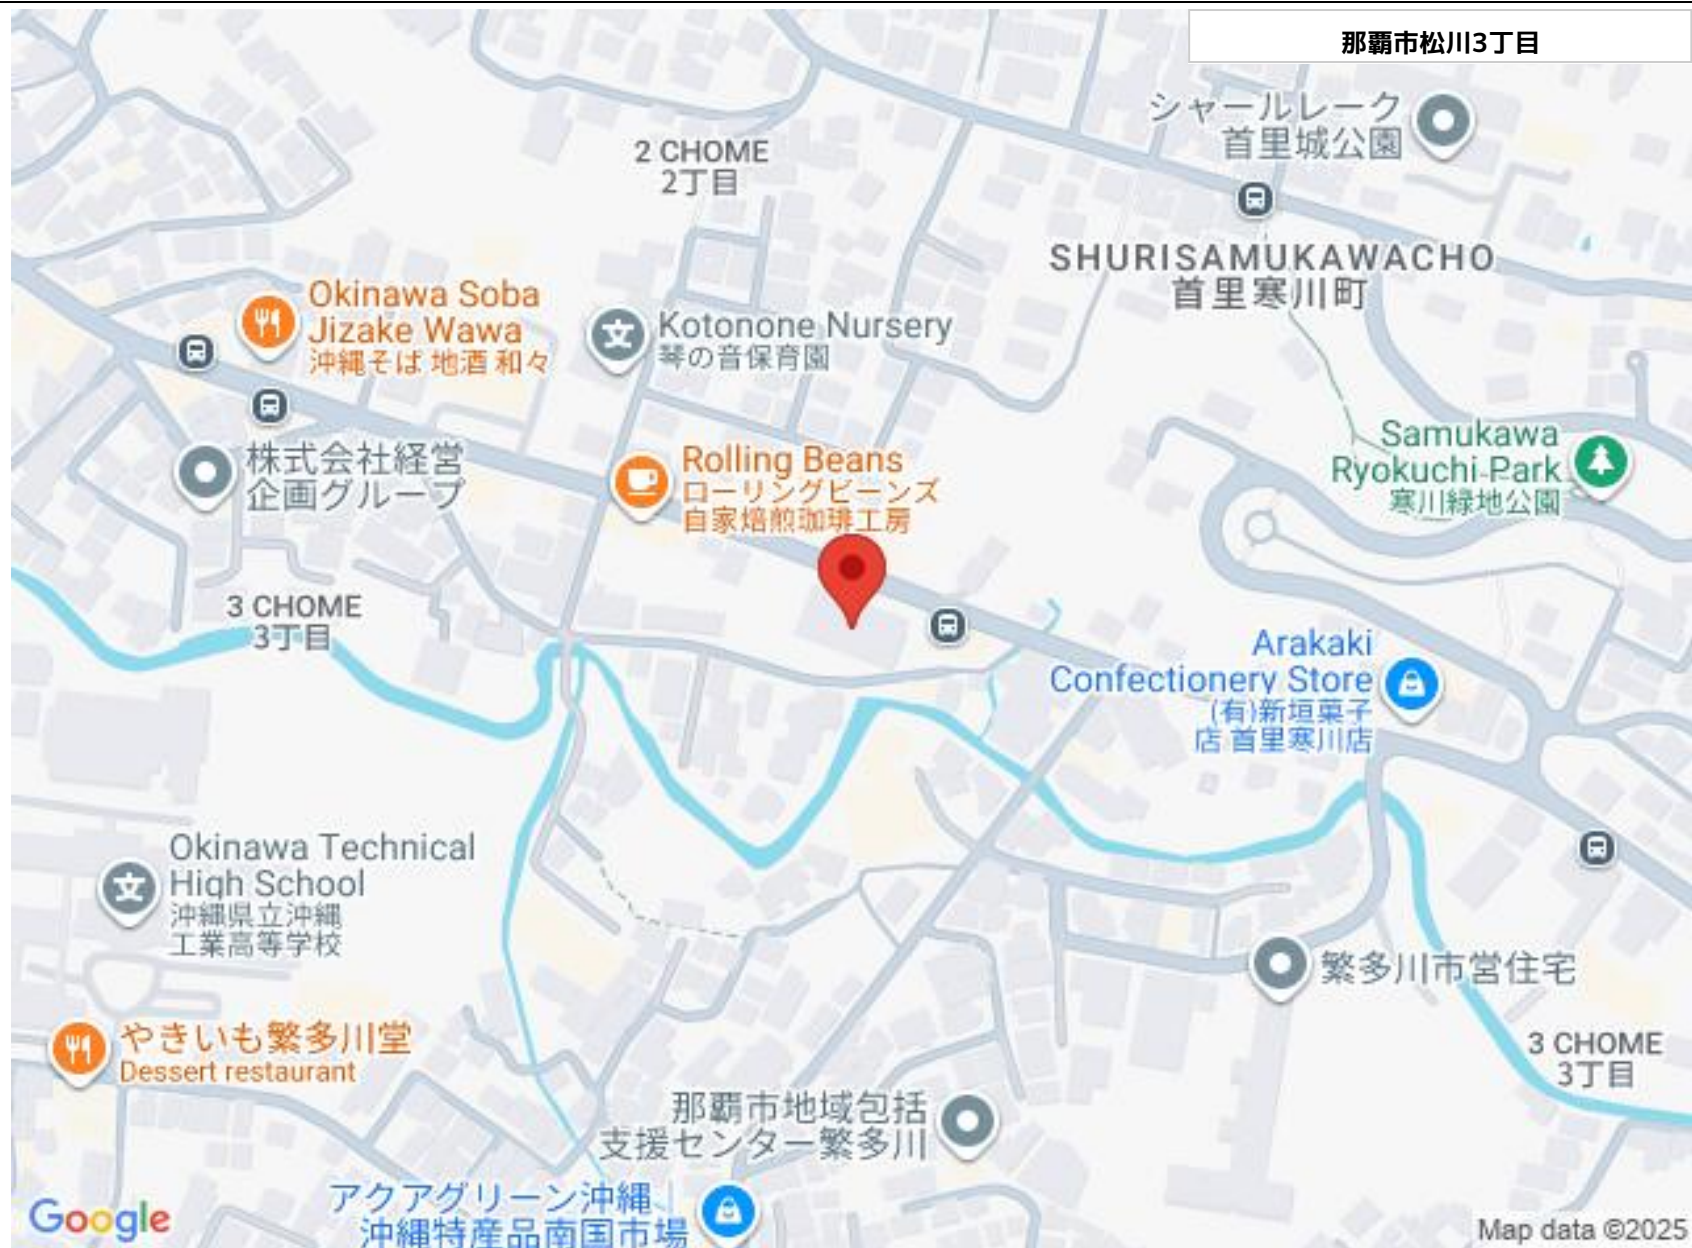 那覇市松川3丁目
シャールレーク
首里城公園
2 CHOME
2丁目
SHURISAMUKAWACHO
首里寒川町
Okinawa Soba
Jizake Wawa
沖縄そば 地酒 和々
Kotonone Nursery
琴の音保育園
Samukawa
Ryokuchi-Park
寒川緑地公園
株式会社経営
企画グループ
Rolling Beans
ローリングビーンズ
自家焙煎珈琲工房
3 CHOME
3丁目
Arakaki
Confectionery Store
(有)新垣菓子
店 首里寒川店
Okinawa Technical
High School
沖縄県立沖縄
工業高等学校
繁多川市営住宅
やきいも繁多川堂
Dessert restaurant
3 CHOME
3丁目
那覇市地域包括
支援センター繁多川
アクアグリーン沖縄
沖縄特産品南国市場
Google
Map data ©2025